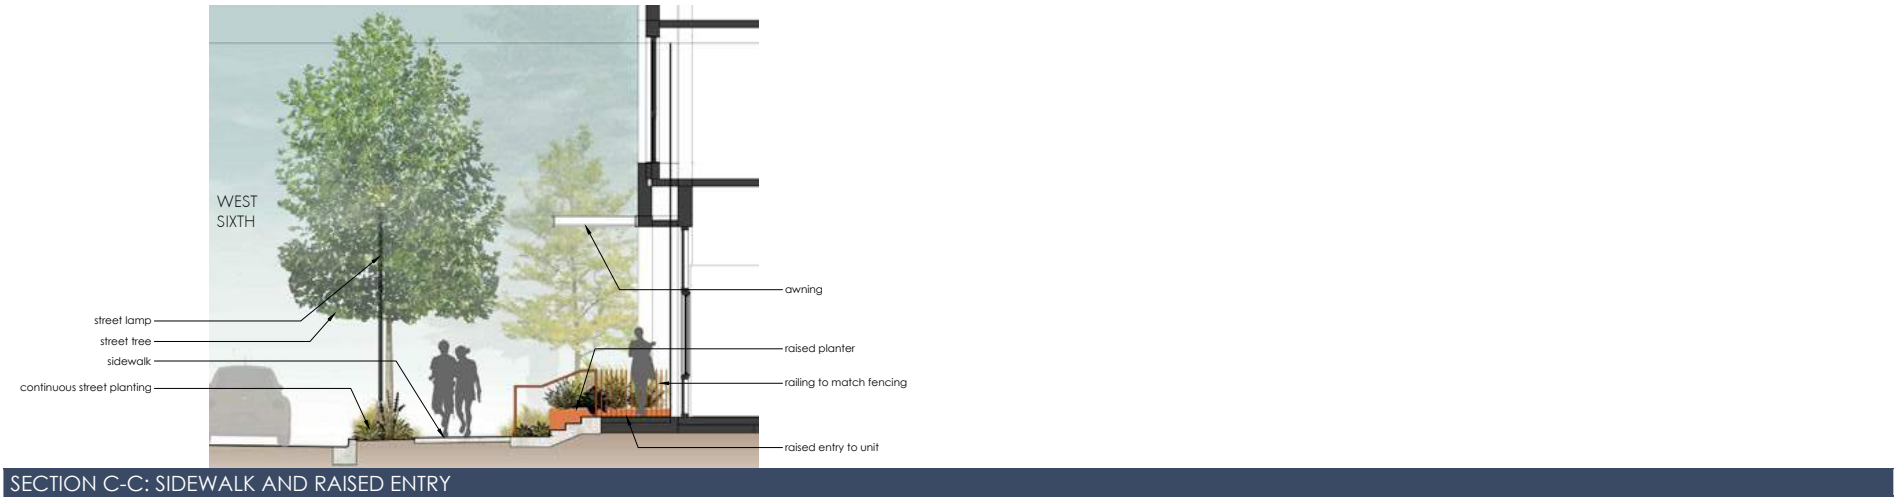 WEST
SIXTH
street lamp
street tree
sidewalk
continuous street planting
awning
raised planter
railing to match fencing
raised entry to unit
SECTION C-C: SIDEWALK AND RAISED ENTRY